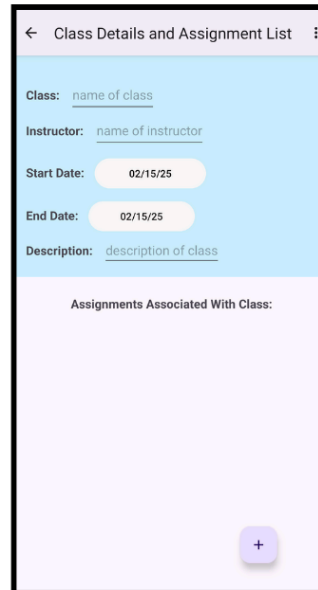 Class Details and Assignment List
Class: name of class
Instructor: name of instructor
Start Date: 02/15/25
End Date: 02/15/25
Description: description of class
Assignments Associated With Class:
+